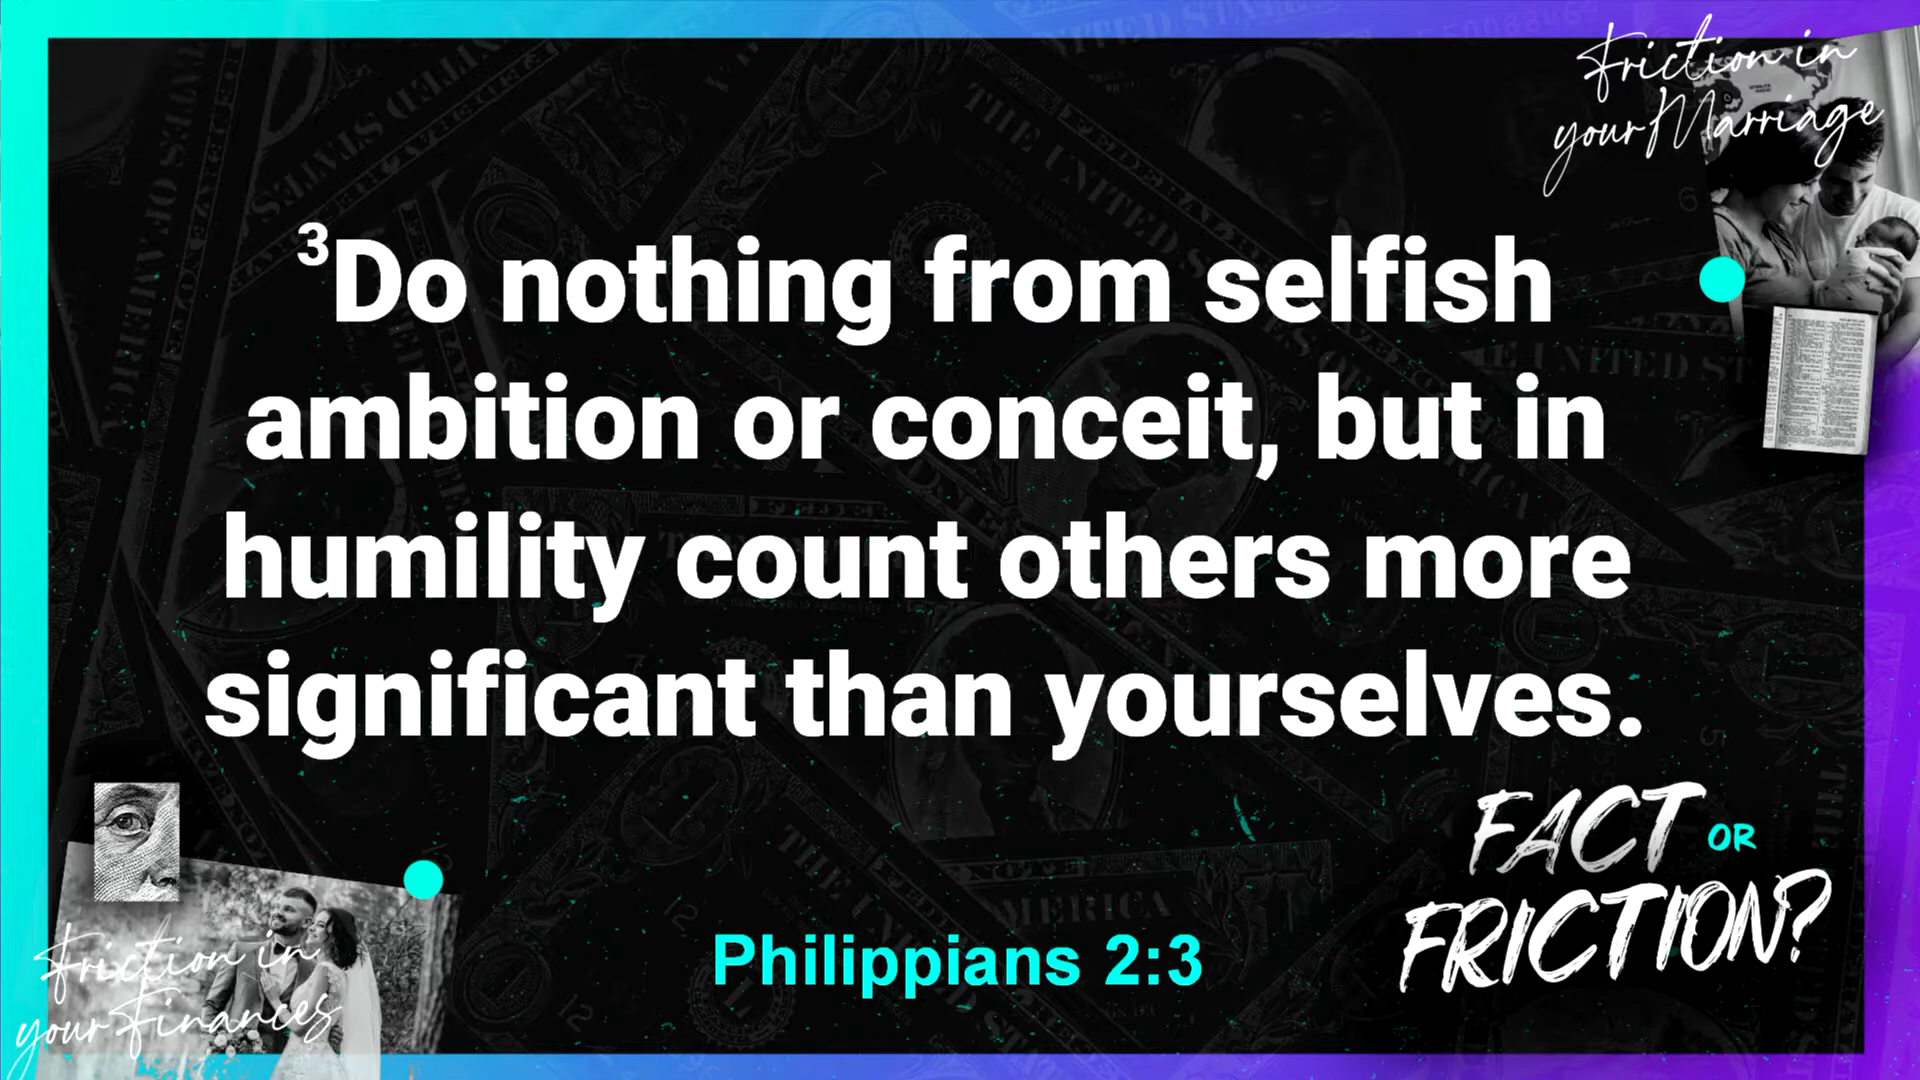 Friction in
your Marriage
³Do nothing from selfish
ambition or conceit, but in
humility count others more
significant than yourselves.
FACT OR
FRICTION?
Philippians 2:3
Friction in
your Finances